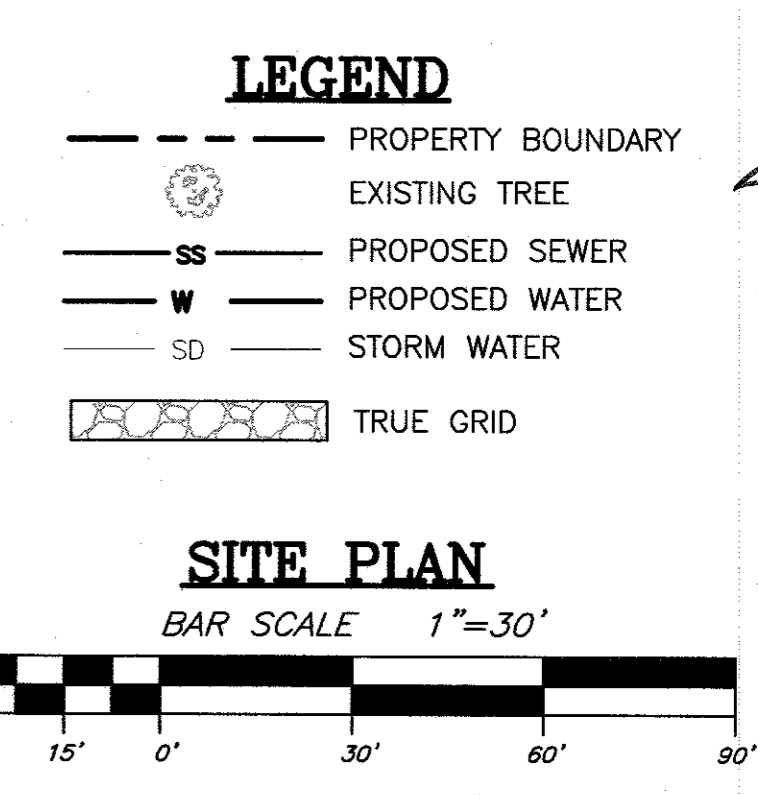 LEGEND
PROPERTY BOUNDARY
EXISTING TREE
SS PROPOSED SEWER
W PROPOSED WATER
SD STORM WATER
TRUE GRID
SITE PLAN
BAR SCALE 1"=30'
15' 0' 30' 60' 90'